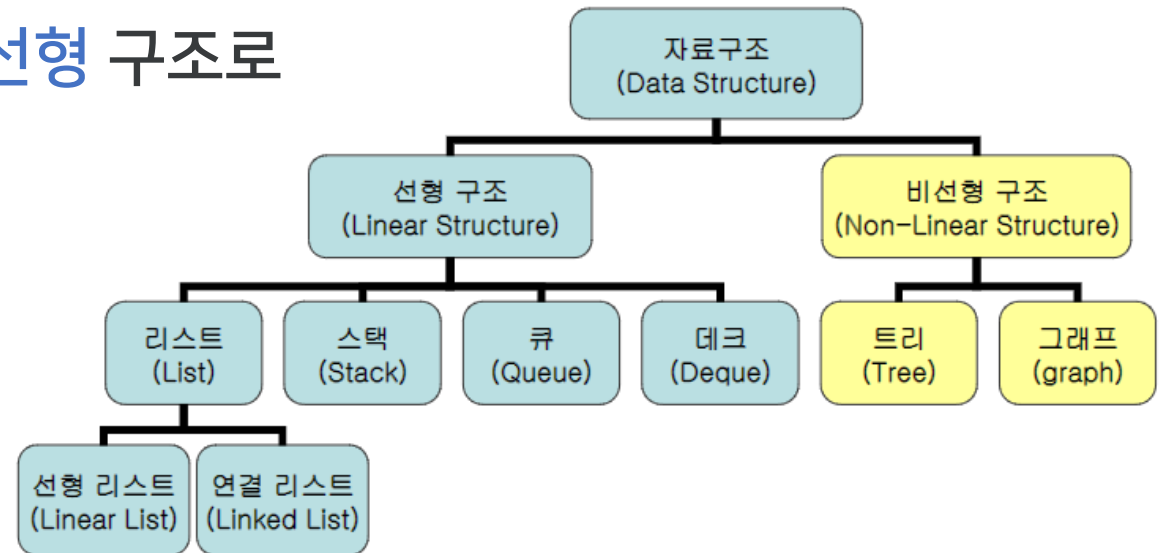 선형 구조로
자료구조
(Data Structure)
선형 구조
(Linear Structure)
비선형 구조
(Non-Linear Structure)
리스트
(List)
스택
(Stack)
큐
(Queue)
데크
(Deque)
트리
(Tree)
그래프
(graph)
선형 리스트
(Linear List)
연결 리스트
(Linked List)